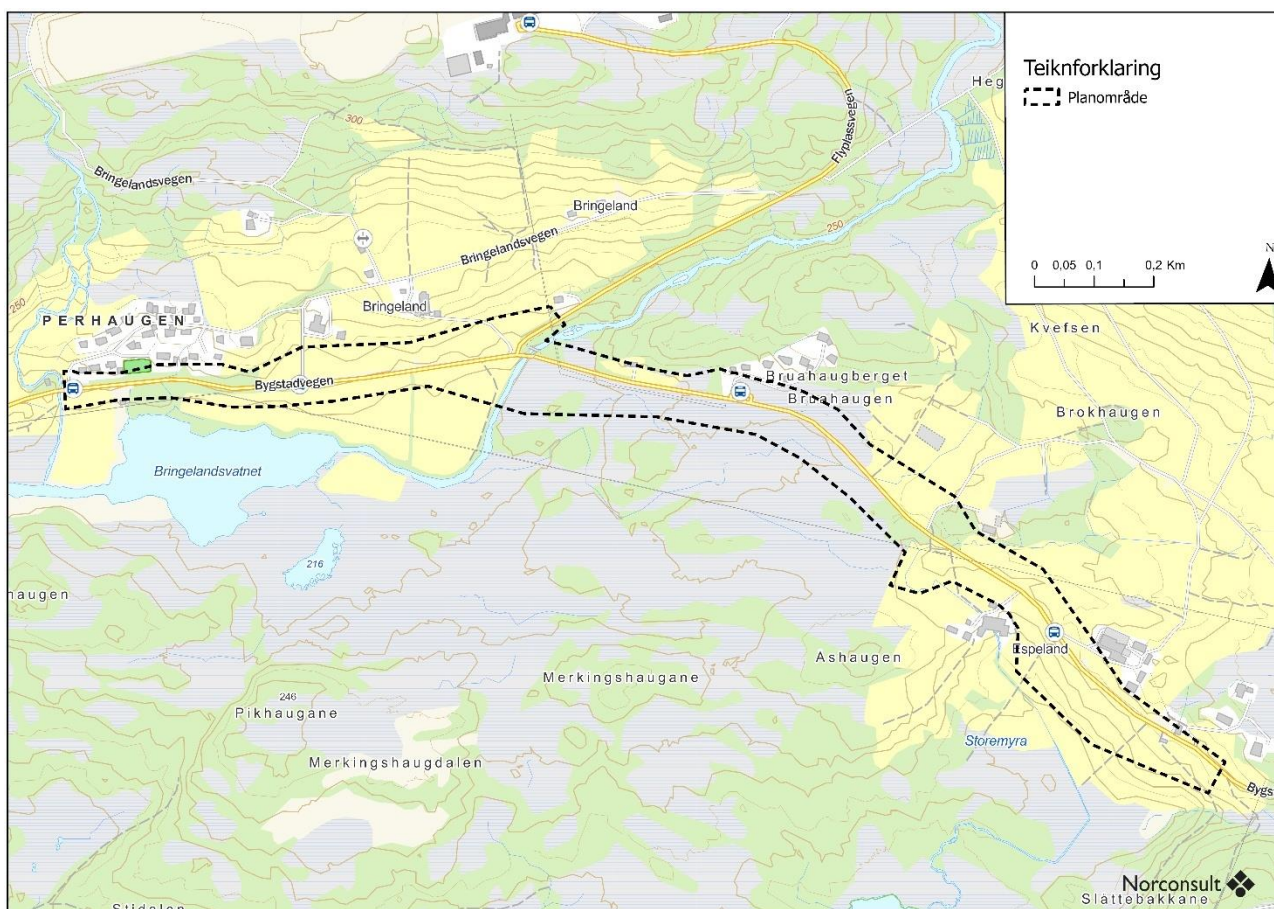 Teiknforklaring
Planområde
N
0 0,05 0,1 0,2 Km
Heg
300
Flyplassvegen
Bringelandsvegen
Bringeland
Bringelandsvegen
250
250
Bringeland
PERHAUGEN
Kvefsen
Bygstadvegen
Bruahaugberget
Bruahaugen
Brokhaugen
Bringelandsvatnet
216
haugen
Espeland
Ashaugen
Merkingshaugane
246
Pikhaugane
Storemyra
Merkingshaugdalen
Bygs
Norconsult
Slåttebakkane
Stidalen